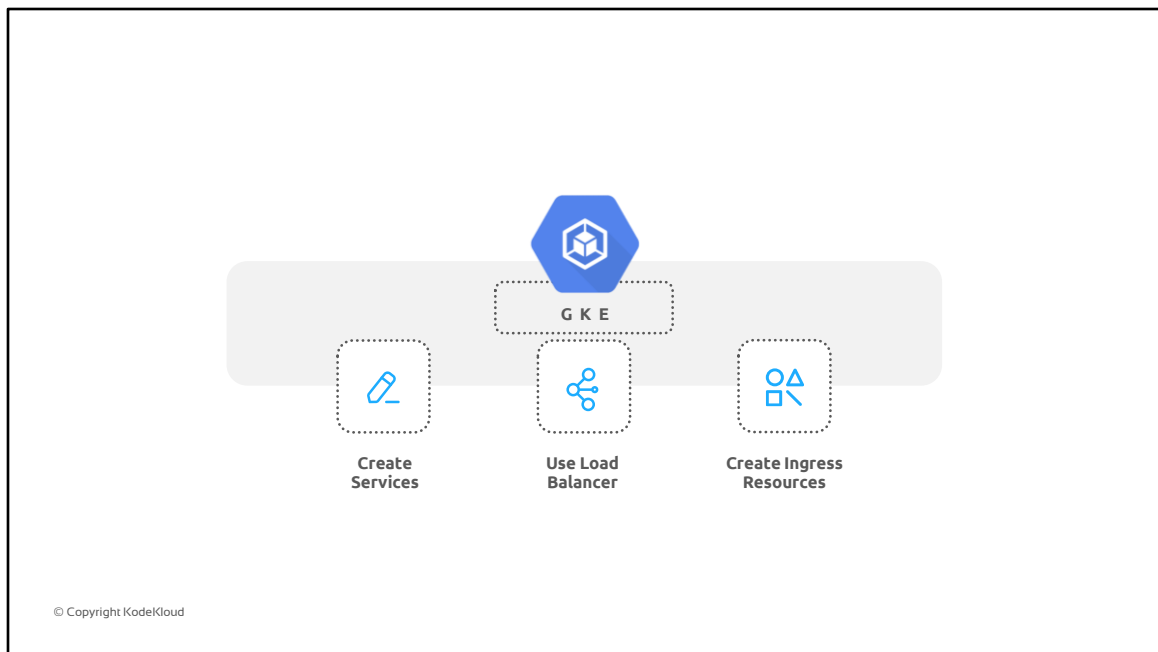 G K E
Create
Services
Use Load
Balancer
Create Ingress
Resources
© Copyright KodeKloud